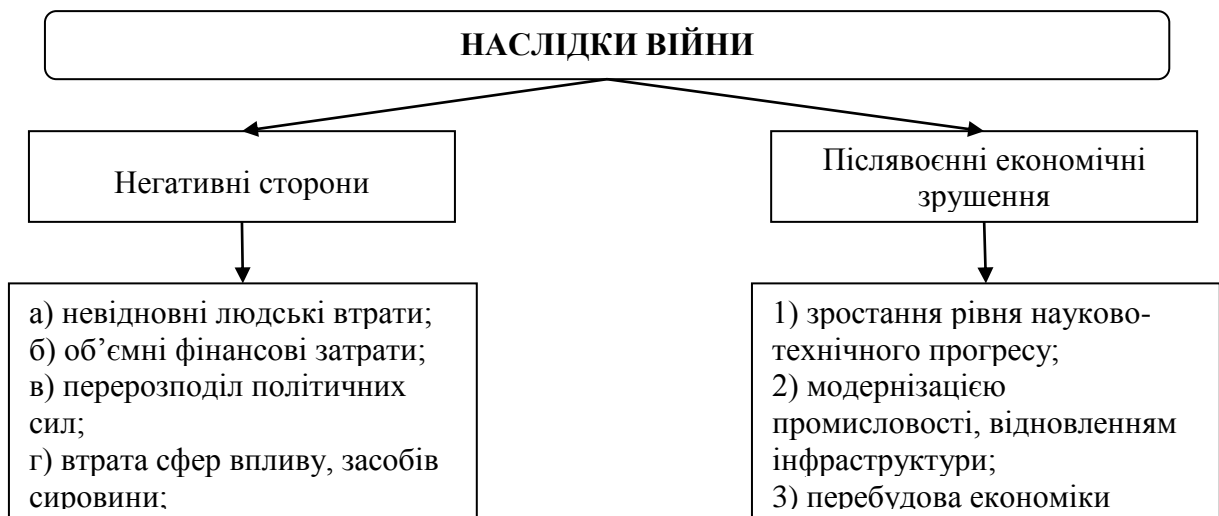 НАСЛІДКИ ВІЙНИ
Негативні сторони
Післявоєнні економічні
зрушення
а) невідновні людські втрати;
б) об’ємні фінансові затрати;
в) перерозподіл політичних
сил;
г) втрата сфер впливу, засобів
сировини;
1) зростання рівня науково-
технічного прогресу;
2) модернізацією
промисловості, відновленням
інфраструктури;
3) перебудова економіки